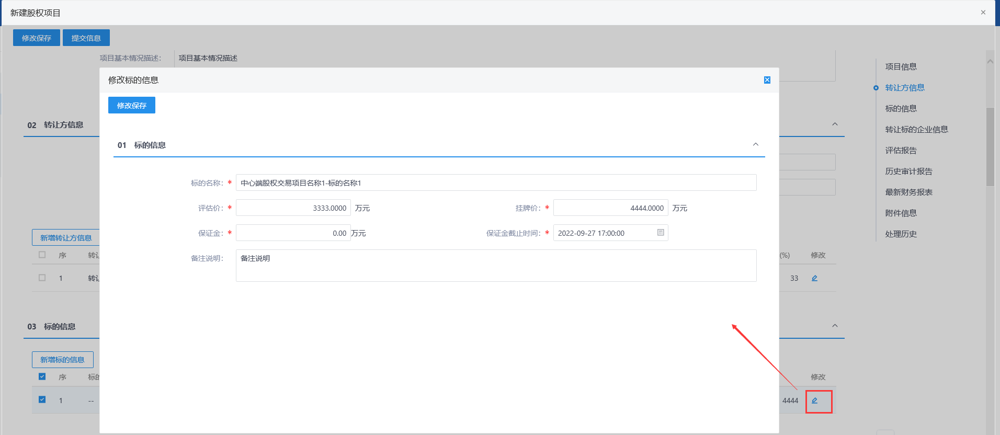 新建股权项目
修改保存 提交信息
项目基本情况描述： 项目基本情况描述
修改标的信息
修改保存
01 标的信息
标的名称：* 中心端股权交易项目名称1-标的名称1
评估价：* 3333.0000 万元 挂牌价：* 4444.0000 万元
保证金：* 0.00 万元 保证金截止时间：* 2022-09-27 17:00:00
备注说明： 备注说明
02 转让方信息
新增转让方信息
序 转让 (%) 修改
1 转让 33
03 标的信息
新增标的信息
序 标的 修改
1 -- 4444
项目信息
转让方信息
标的信息
转让标的企业信息
评估报告
历史审计报告
最新财务报表
附件信息
处理历史